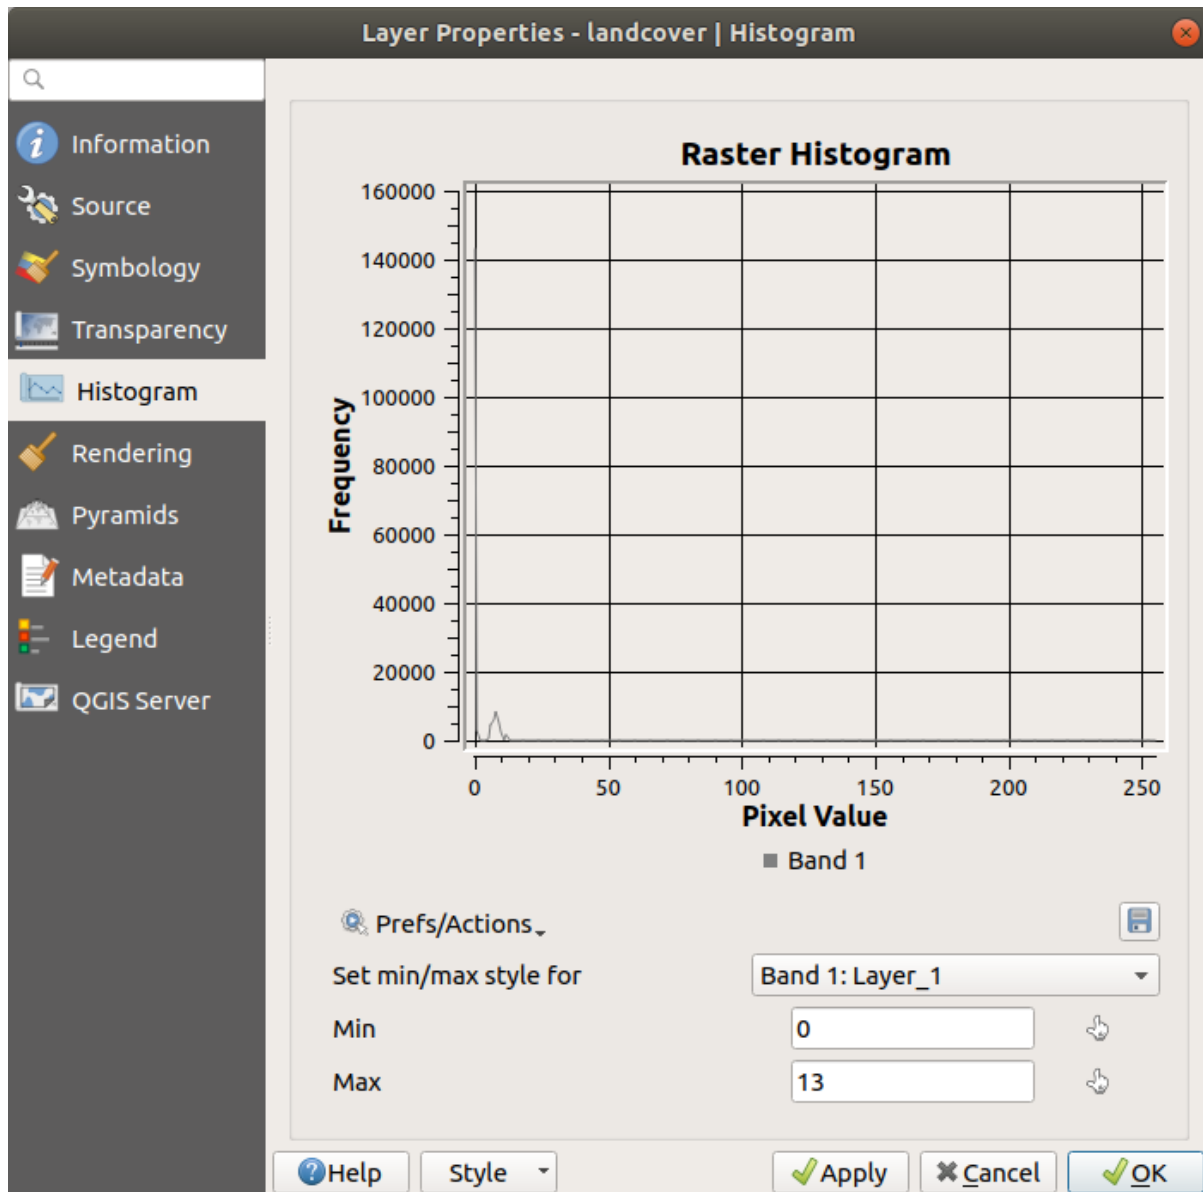 Layer Properties - landcover | Histogram
Information
Source
Symbology
Transparency
Histogram
Rendering
Pyramids
Metadata
Legend
QGIS Server
Raster Histogram
160000
140000
120000
100000
80000
60000
40000
20000
0
Frequency
0 50 100 150 200 250
Pixel Value
Band 1
Prefs/Actions
Set min/max style for Band 1: Layer_1
Min 0
Max 13
Help Style Apply Cancel OK